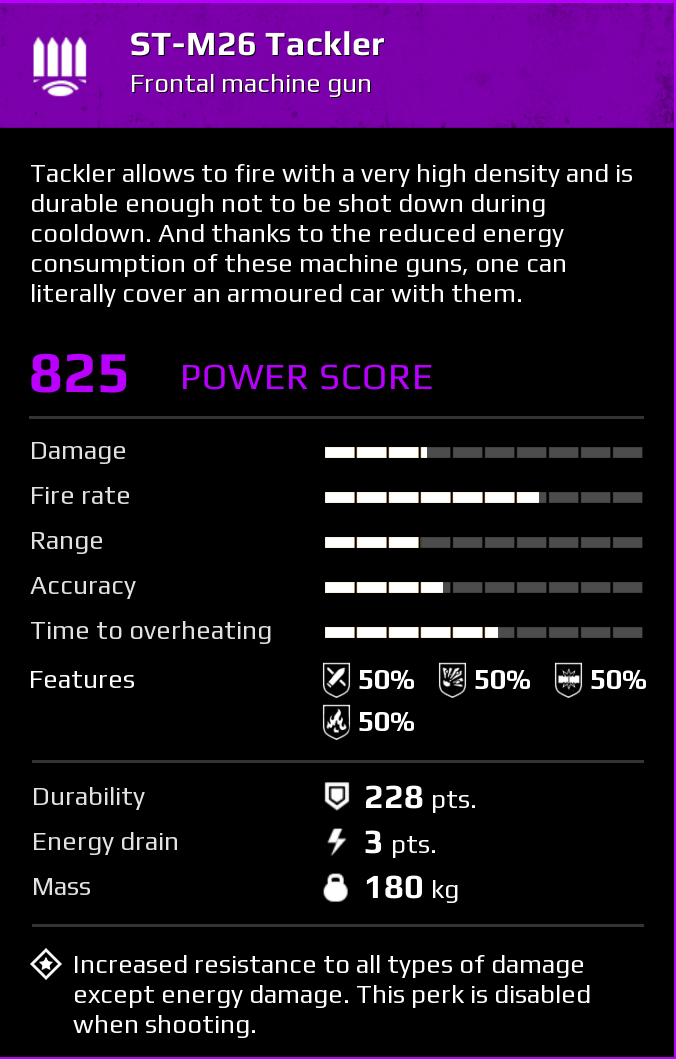 ST-M26 Tackler
Frontal machine gun
Tackler allows to fire with a very high density and is
durable enough not to be shot down during
cooldown. And thanks to the reduced energy
consumption of these machine guns, one can
literally cover an armoured car with them.
825 POWER SCORE
Damage
Fire rate
Range
Accuracy
Time to overheating
Features 50% 50% 50%
50%
Durability 228 pts.
Energy drain 3 pts.
Mass 180 kg
Increased resistance to all types of damage
except energy damage. This perk is disabled
when shooting.